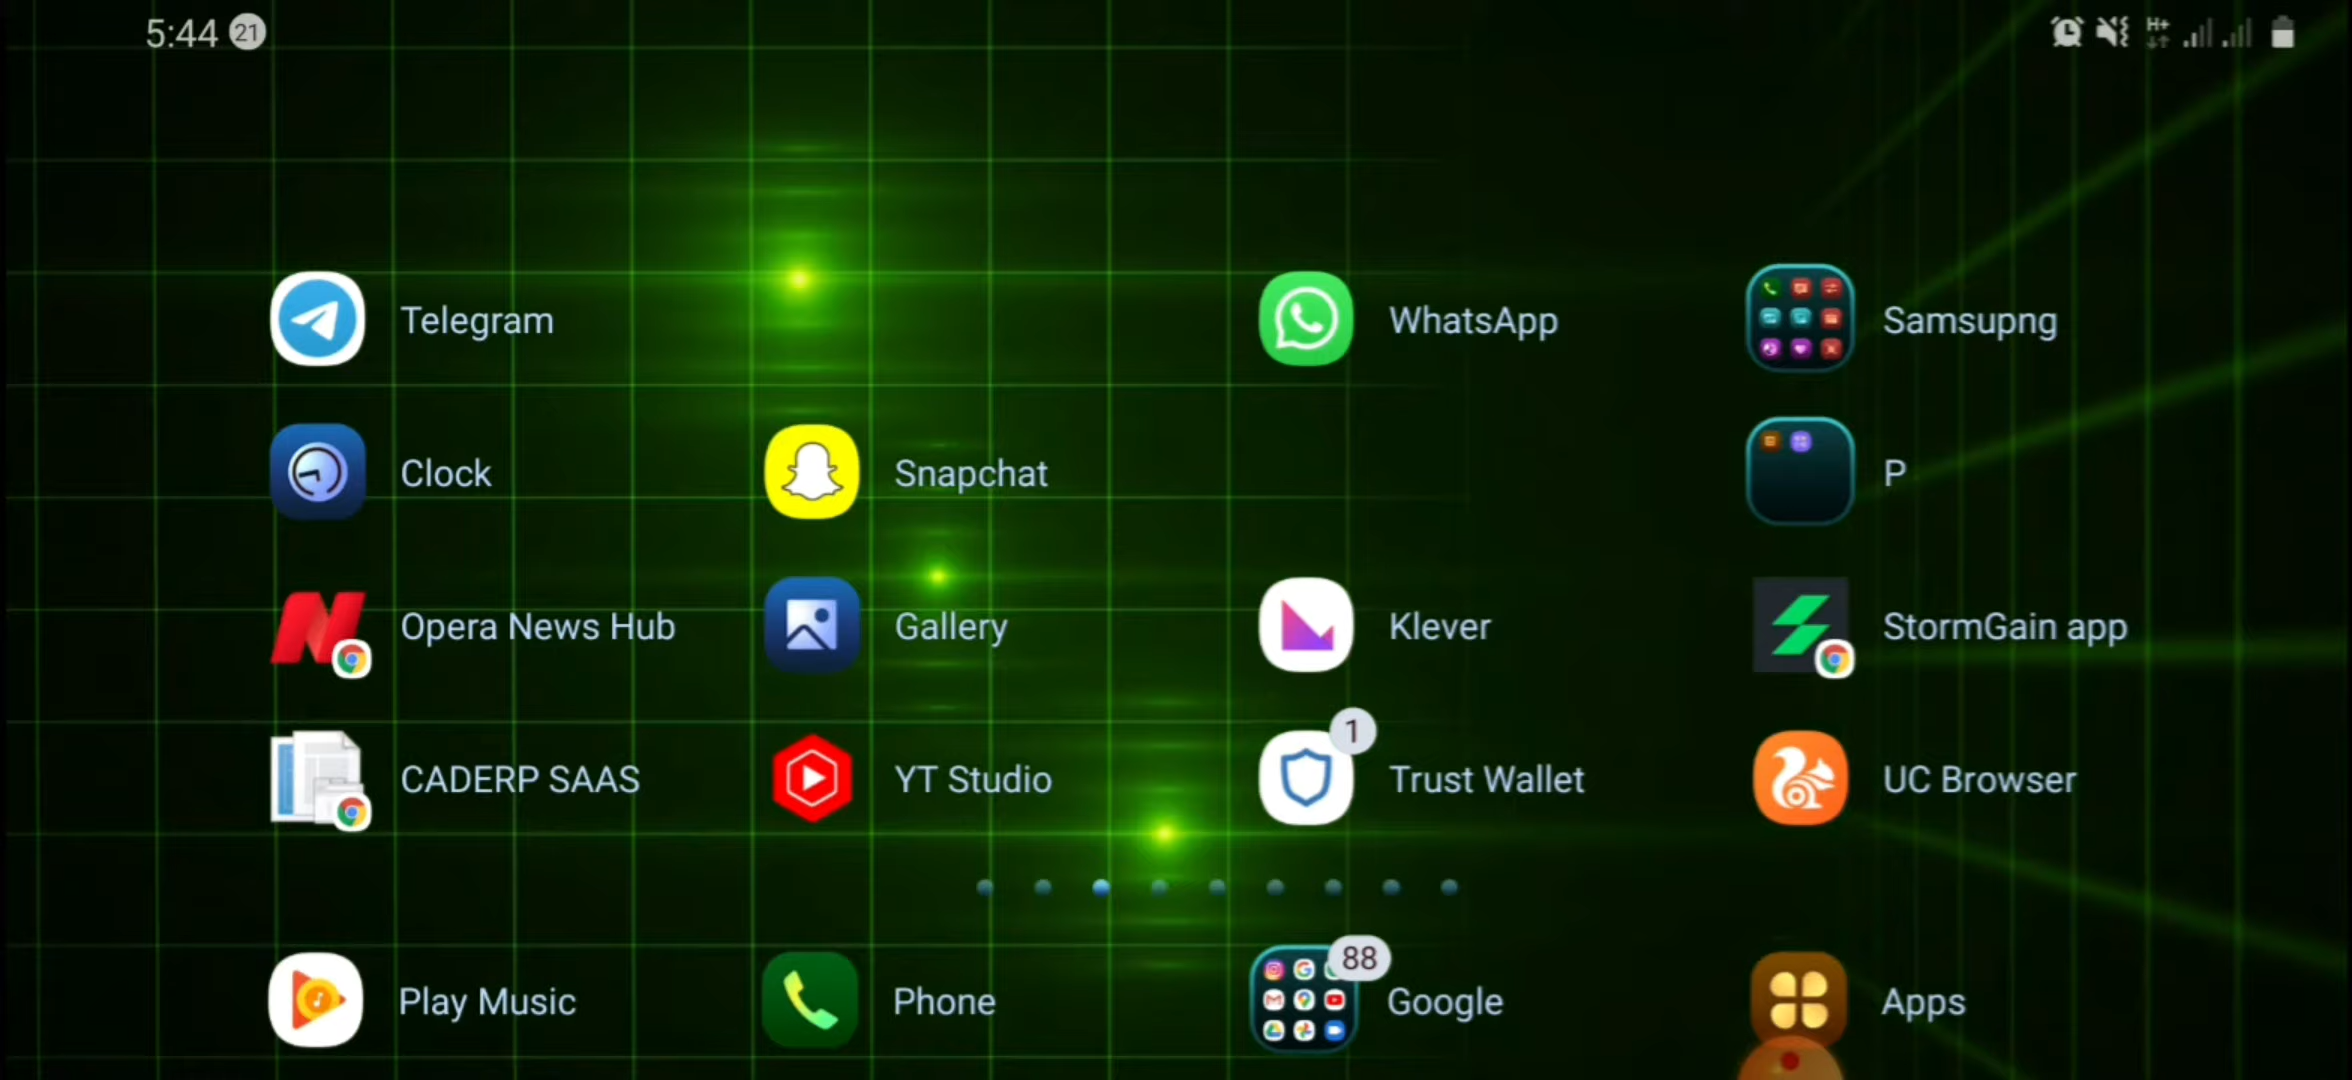 5:44 21
H+
Telegram
WhatsApp
Samsupng
Clock
Snapchat
P
Opera News Hub
Gallery
Klever
StormGain app
CADERP SAAS
YT Studio
1
Trust Wallet
UC Browser
Play Music
Phone
88
Google
Apps